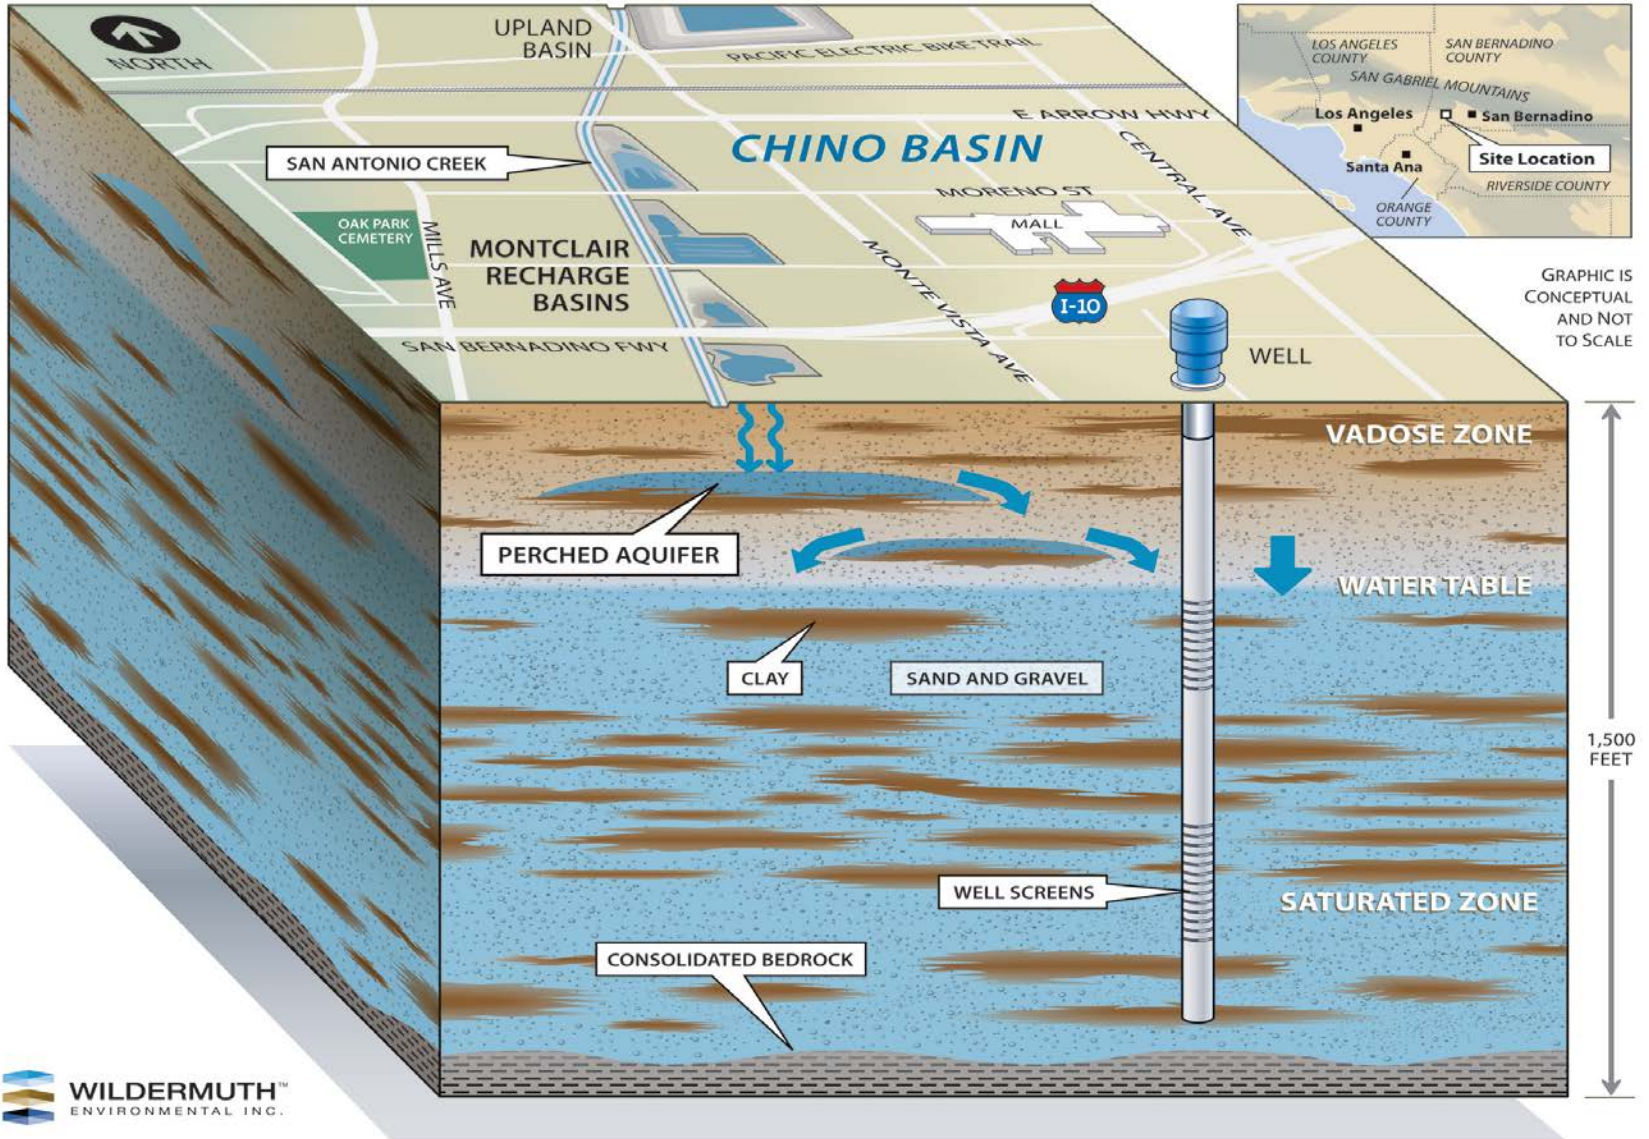 NORTH
UPLAND
BASIN
PACIFIC ELECTRIC BIKE TRAIL
E ARROW HWY
CHINO BASIN
CENTRAL AVE
SAN ANTONIO CREEK
MORENO ST
MALL
OAK PARK
CEMETERY
MILLS AVE
MONTCLAIR
RECHARGE
BASINS
MONTE VISTA AVE
I-10
SAN BERNADINO FWY
WELL
LOS ANGELES
COUNTY
SAN BERNADINO
COUNTY
SAN GABRIEL MOUNTAINS
Los Angeles
San Bernadino
Santa Ana
Site Location
RIVERSIDE COUNTY
ORANGE
COUNTY
GRAPHIC IS
CONCEPTUAL
AND NOT
TO SCALE
VADOSE ZONE
PERCHED AQUIFER
WATER TABLE
CLAY
SAND AND GRAVEL
1,500
FEET
WELL SCREENS
SATURATED ZONE
CONSOLIDATED BEDROCK
WILDERMUTH™
ENVIRONMENTAL INC.